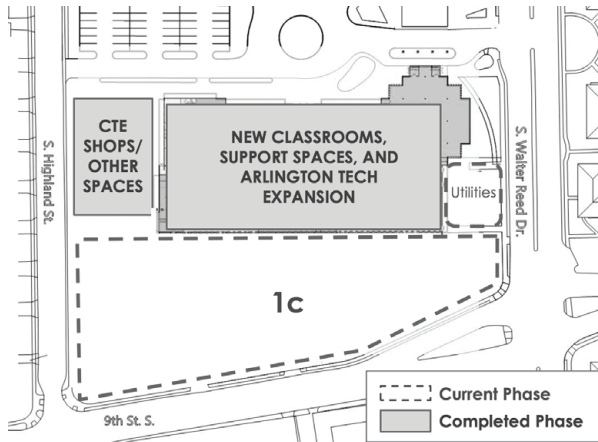 CTE
SHOPS/
OTHER
SPACES
NEW CLASSROOMS,
SUPPORT SPACES, AND
ARLINGTON TECH
EXPANSION
Utilities
S. Highland St.
S. Walter Reed Dr.
1c
9th St. S.
Current Phase
Completed Phase